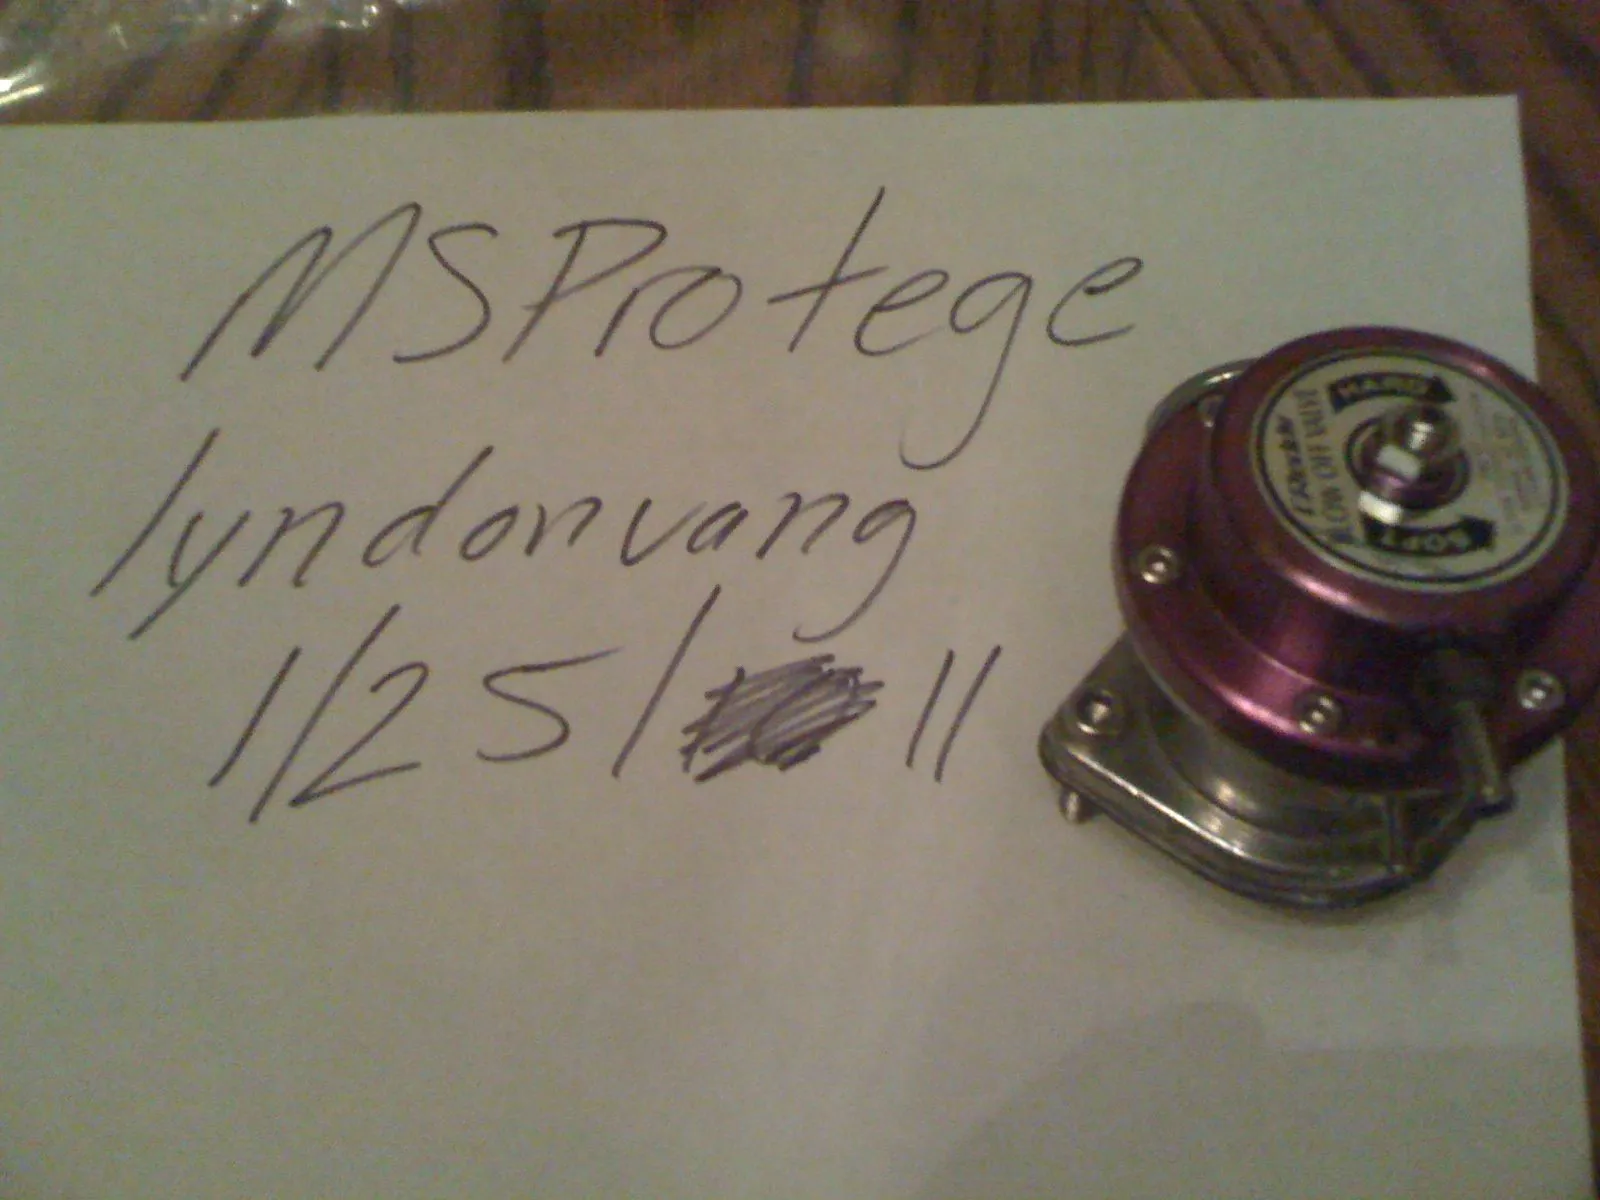 MSProtege
lyndonvang
1/25/ 11
HARD
BLOW OFF VALVE
SOFT